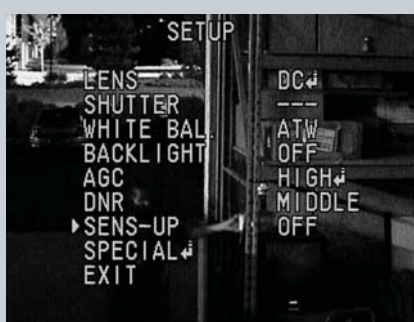 SETUP
LENS DC↲
SHUTTER ---
WHITE BAL. ATW
BACKLIGHT OFF
AGC HIGH↲
DNR MIDDLE
▶SENS-UP OFF
SPECIAL↲
EXIT